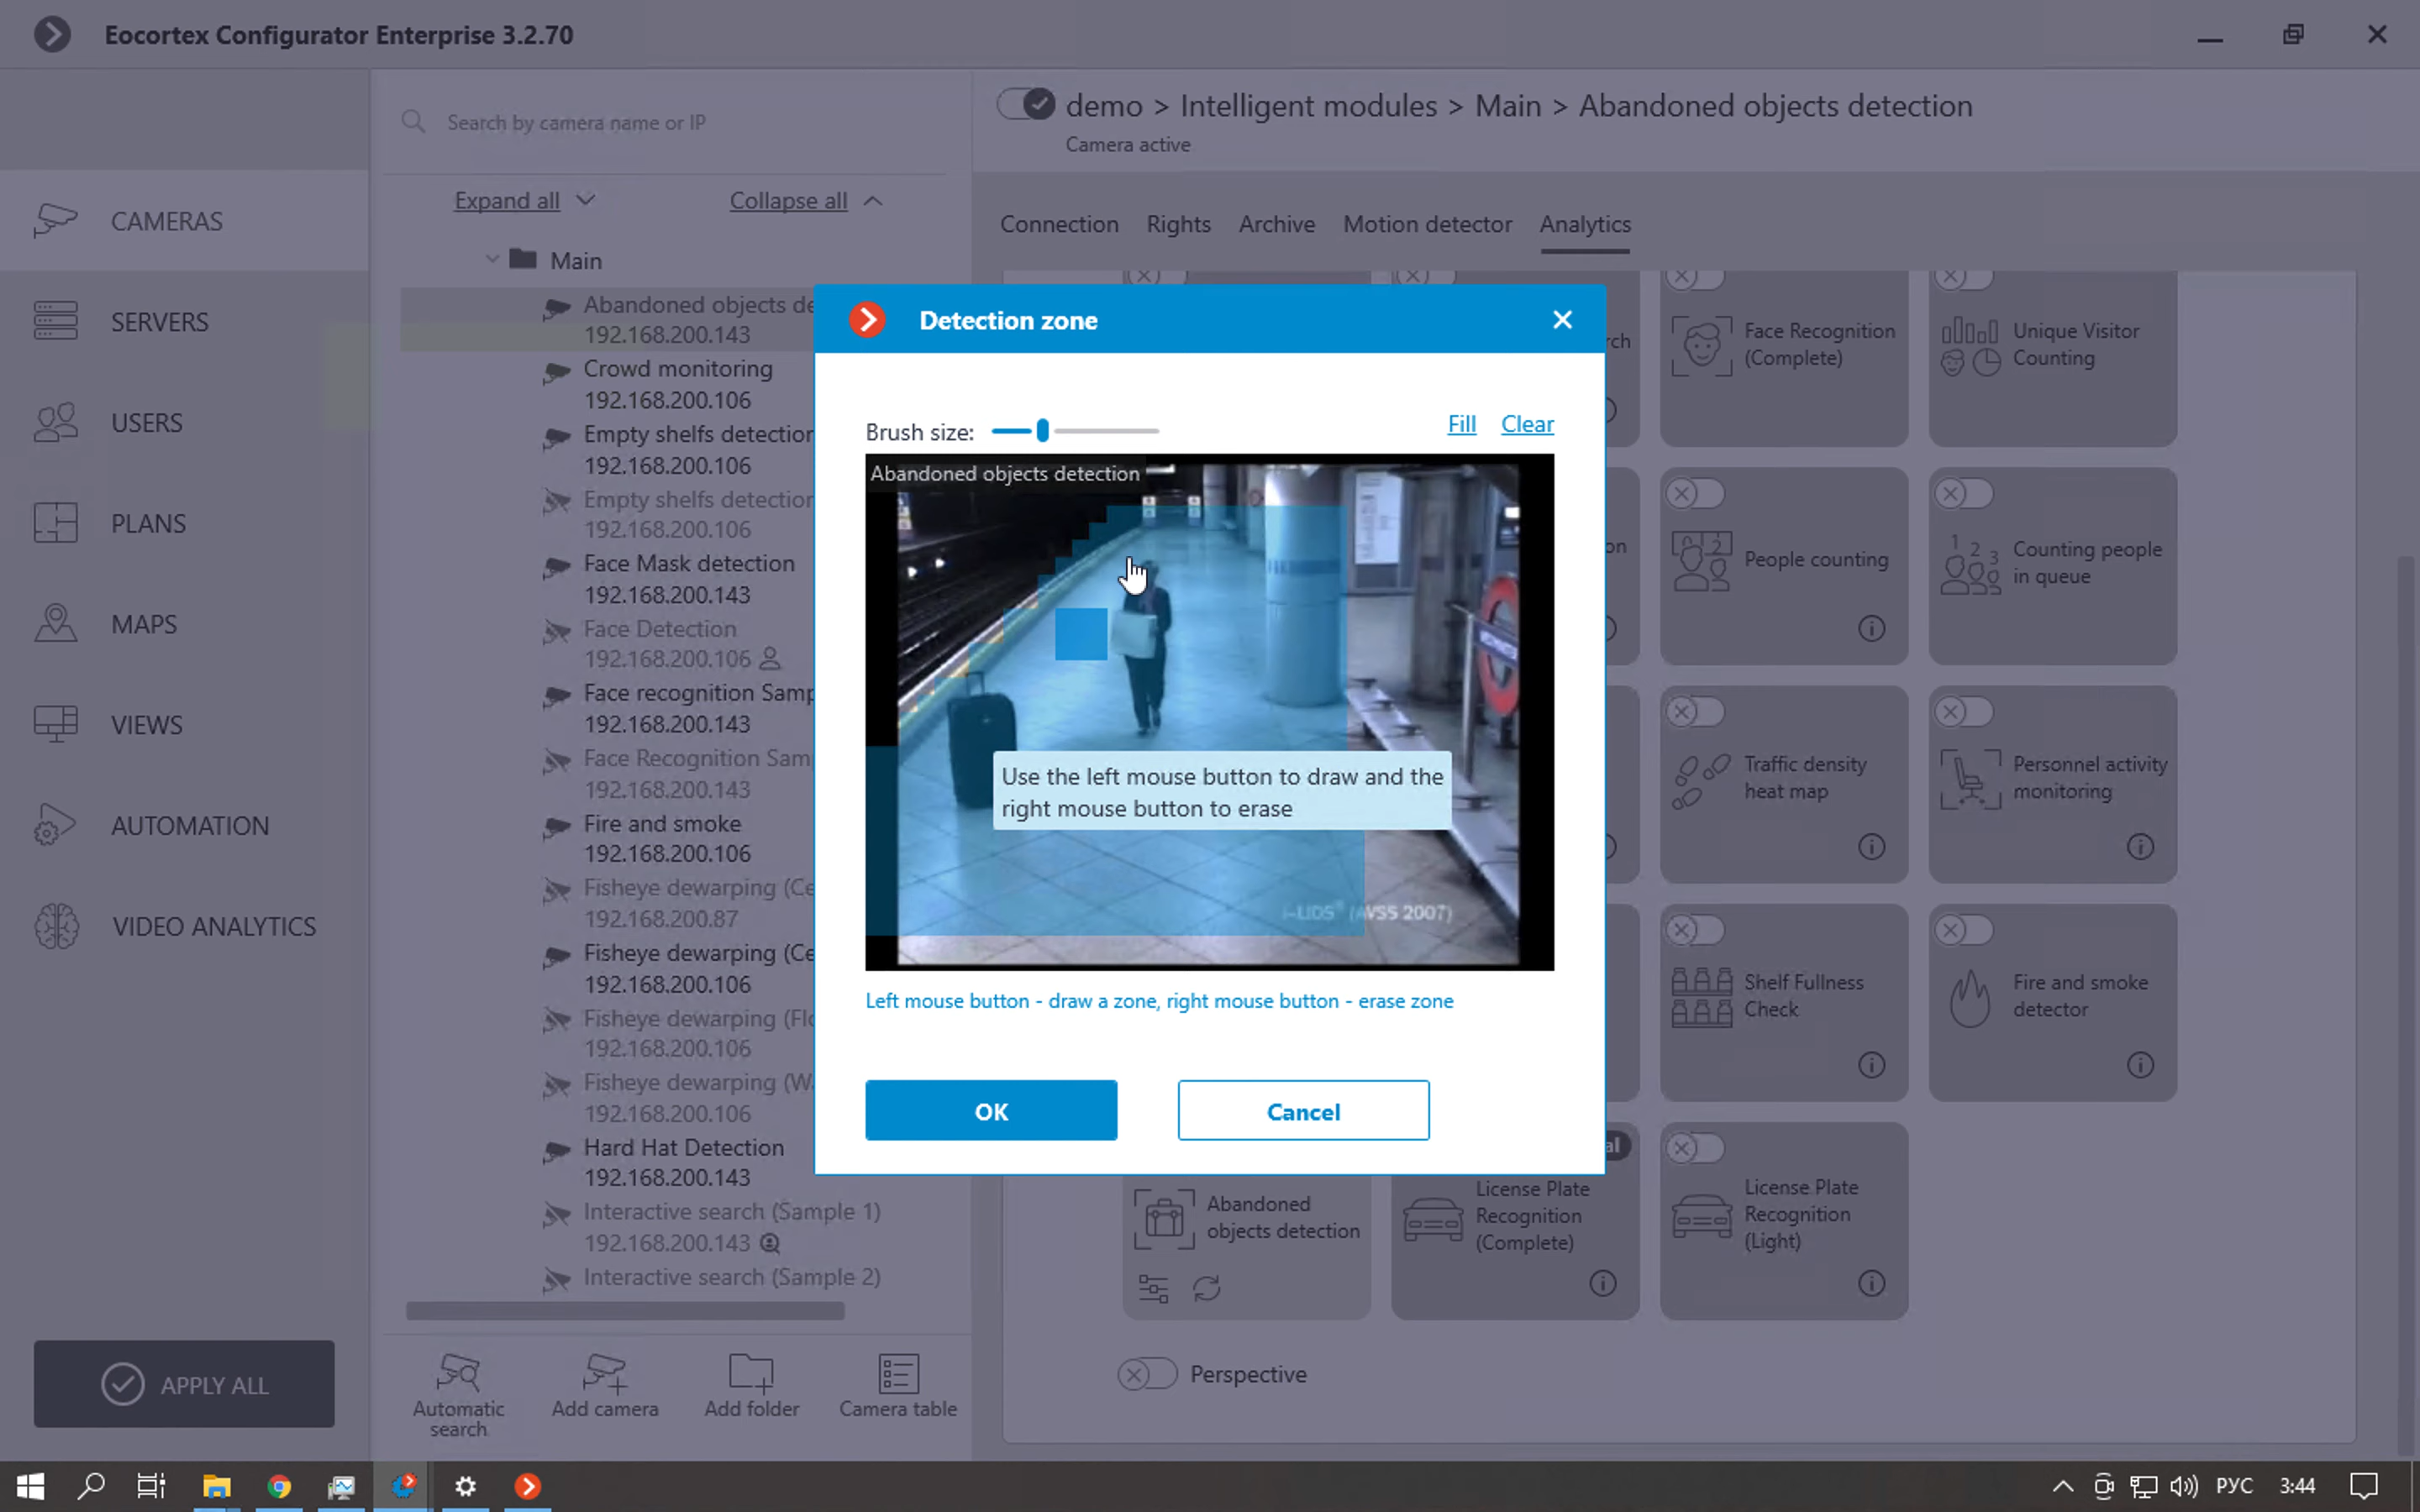 Eocortex Configurator Enterprise 3.2.70
CAMERAS
SERVERS
USERS
PLANS
MAPS
VIEWS
AUTOMATION
VIDEO ANALYTICS
APPLY ALL
Search by camera name or IP
Expand all
Collapse all
Main
Abandoned objects de
192.168.200.143
Crowd monitoring
192.168.200.106
Empty shelfs detection
192.168.200.106
Empty shelfs detection
192.168.200.106
Face Mask detection
192.168.200.143
Face Detection
192.168.200.106
Face recognition Samp
192.168.200.143
Face Recognition Sam
192.168.200.143
Fire and smoke
192.168.200.106
Fisheye dewarping (Ce
192.168.200.87
Fisheye dewarping (Ce
192.168.200.106
Fisheye dewarping (Flo
192.168.200.106
Fisheye dewarping (Wa
192.168.200.106
Hard Hat Detection
192.168.200.143
Interactive search (Sample 1)
192.168.200.143
Interactive search (Sample 2)
Automatic
search
Add camera
Add folder
Camera table
demo > Intelligent modules > Main > Abandoned objects detection
Camera active
Connection
Rights
Archive
Motion detector
Analytics
rch
Face Recognition
(Complete)
Unique Visitor
Counting
on
People counting
1 2 3
Counting people
in queue
Traffic density
heat map
Personnel activity
monitoring
Shelf Fullness
Check
Fire and smoke
detector
al
Abandoned
objects detection
License Plate
Recognition
(Complete)
License Plate
Recognition
(Light)
Perspective
Detection zone
Brush size:
Fill
Clear
Abandoned objects detection
Use the left mouse button to draw and the
right mouse button to erase
i-LIDS® (AVSS 2007)
Left mouse button - draw a zone, right mouse button - erase zone
OK
Cancel
РУС
3:44